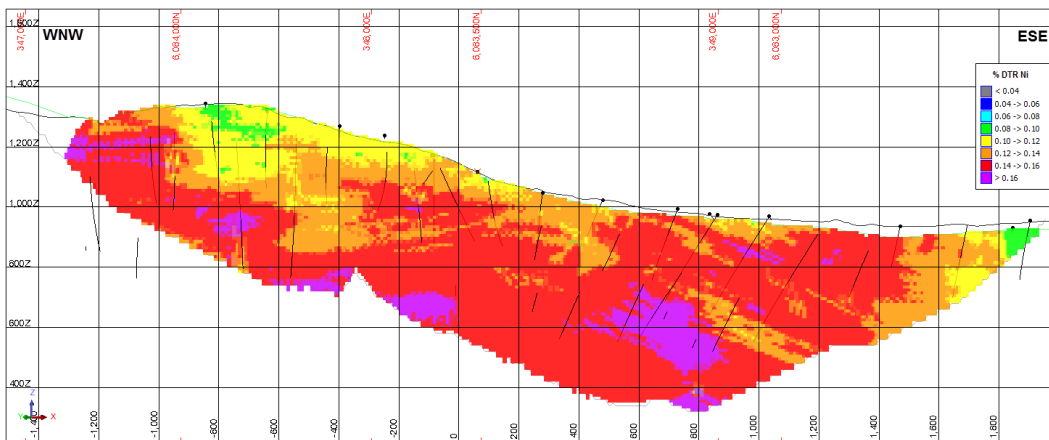 347,000E
6,084,000N
348,000E
6,083,500N
349,000E
6,083,000N
WNW
ESE
1,400Z
1,200Z
1,000Z
800Z
600Z
400Z
% DTR Ni
< 0.04
0.04 -> 0.06
0.06 -> 0.08
0.08 -> 0.10
0.10 -> 0.12
0.12 -> 0.14
0.14 -> 0.16
> 0.16
Z
Y
X
-1,400
-1,200
-1,000
-800
-600
-400
-200
0
200
400
600
800
1,000
1,200
1,400
1,600
1,800